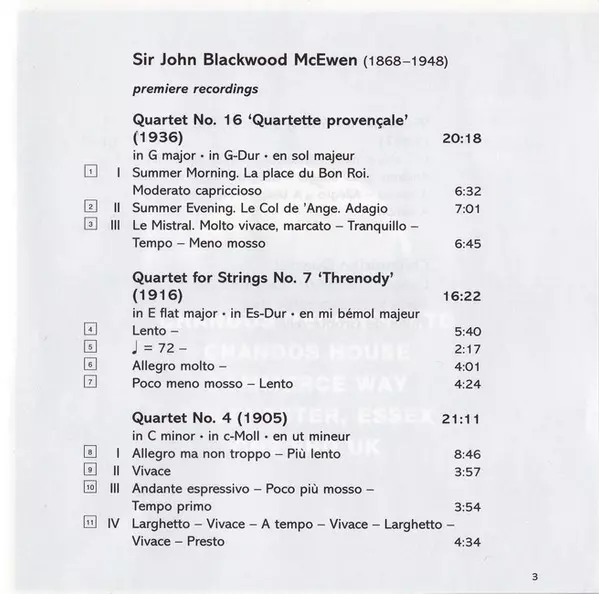 Sir John Blackwood McEwen (1868–1948)
premiere recordings
Quartet No. 16 ‘Quartette provençale’
(1936) 20:18
in G major · in G-Dur · en sol majeur
1 I Summer Morning. La place du Bon Roi.
Moderato capriccioso 6:32
2 II Summer Evening. Le Col de ’Ange. Adagio 7:01
3 III Le Mistral. Molto vivace, marcato – Tranquillo –
Tempo – Meno mosso 6:45
Quartet for Strings No. 7 ‘Threnody’
(1916) 16:22
in E flat major · in Es-Dur · en mi bémol majeur
4 Lento – 5:40
5 ♩ = 72 – 2:17
6 Allegro molto – 4:01
7 Poco meno mosso – Lento 4:24
Quartet No. 4 (1905) 21:11
in C minor · in c-Moll · en ut mineur
8 I Allegro ma non troppo – Più lento 8:46
9 II Vivace 3:57
10 III Andante espressivo – Poco più mosso –
Tempo primo 3:54
11 IV Larghetto – Vivace – A tempo – Vivace – Larghetto –
Vivace – Presto 4:34
CHANDOS HOUSE
WAY
ESSEX
UK
3